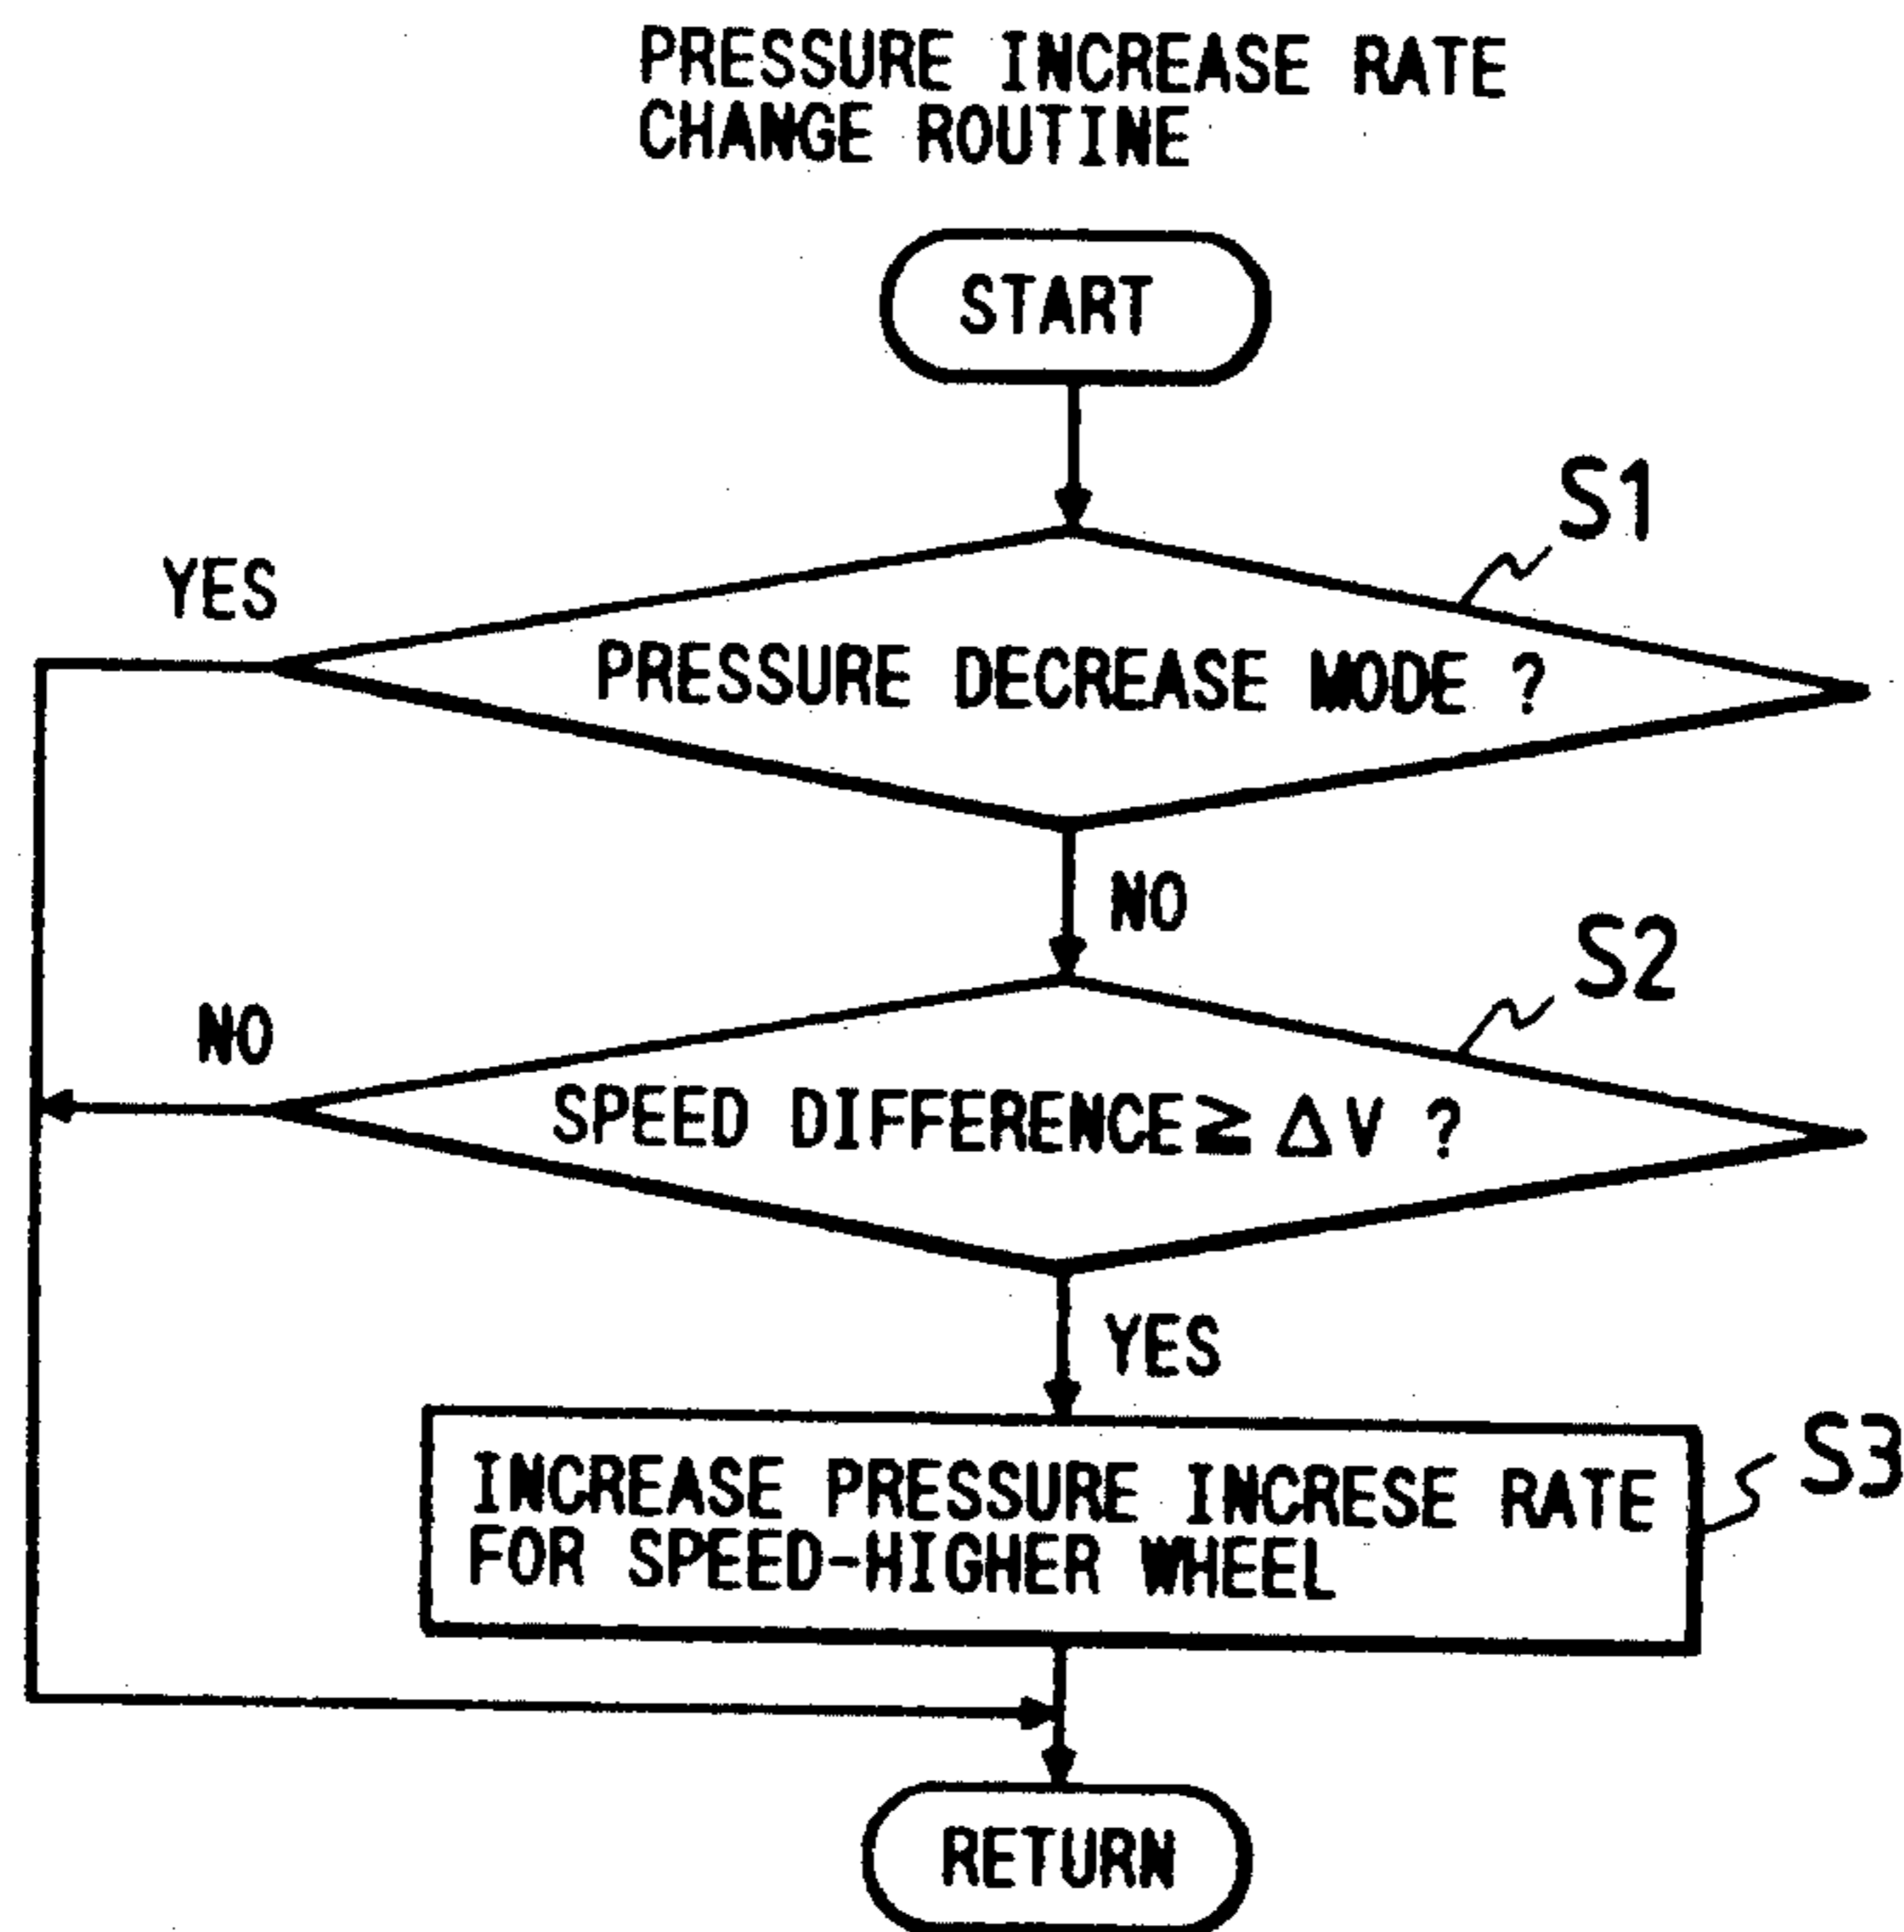 PRESSURE INCREASE RATE
CHANGE ROUTINE
START
S1
YES
PRESSURE DECREASE MODE ?
NO
S2
NO
SPEED DIFFERENCE≧ΔV ?
YES
S3
INCREASE PRESSURE INCRESE RATE
FOR SPEED-HIGHER WHEEL
RETURN